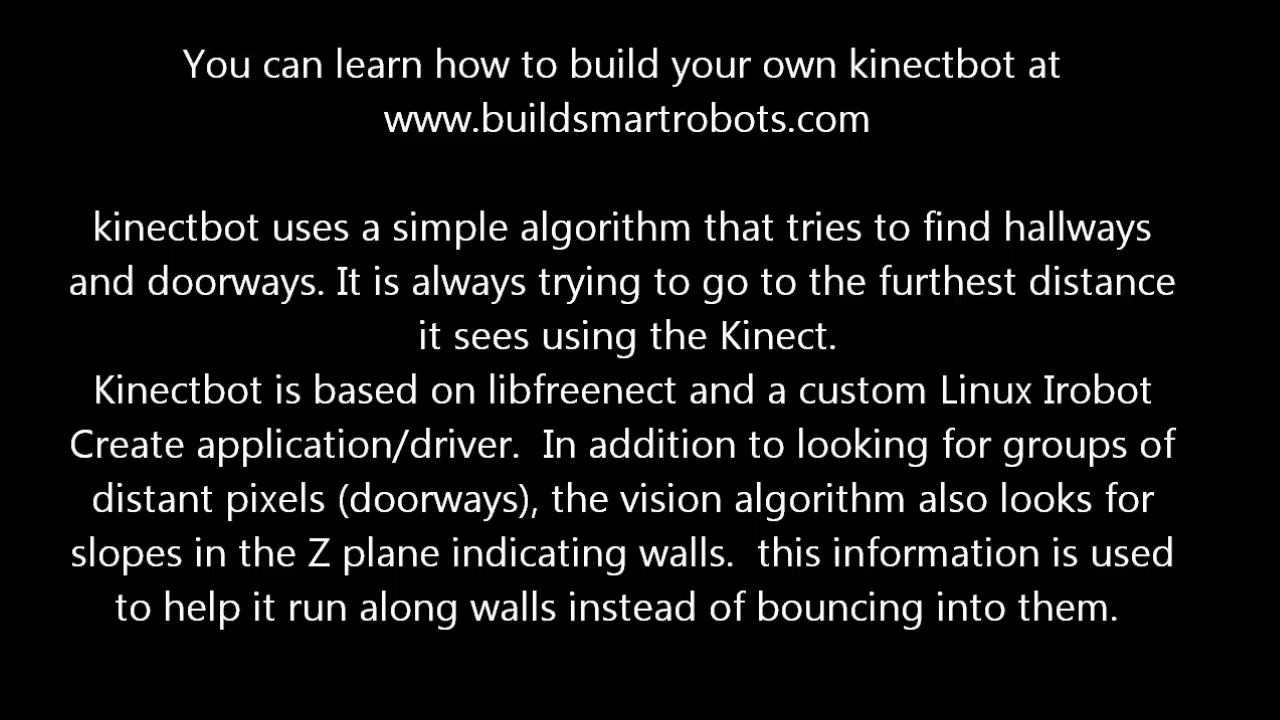 You can learn how to build your own kinectbot at
www.buildsmartrobots.com
kinectbot uses a simple algorithm that tries to find hallways
and doorways. It is always trying to go to the furthest distance
it sees using the Kinect.
Kinectbot is based on libfreenect and a custom Linux Irobot
Create application/driver.  In addition to looking for groups of
distant pixels (doorways), the vision algorithm also looks for
slopes in the Z plane indicating walls.  this information is used
to help it run along walls instead of bouncing into them.